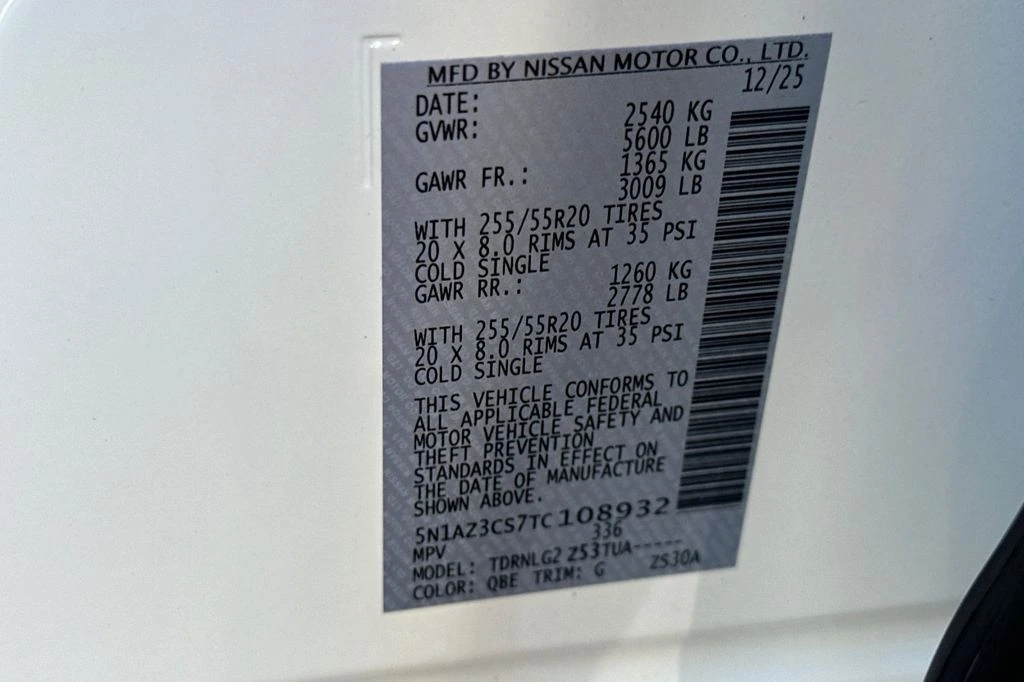 MFD BY NISSAN MOTOR CO., LTD.
DATE: 12/25
GVWR: 2540 KG
5600 LB
GAWR FR.: 1365 KG
3009 LB
WITH 255/55R20 TIRES
20 X 8.0 RIMS AT 35 PSI
COLD SINGLE
GAWR RR.: 1260 KG
2778 LB
WITH 255/55R20 TIRES
20 X 8.0 RIMS AT 35 PSI
COLD SINGLE
THIS VEHICLE CONFORMS TO
ALL APPLICABLE FEDERAL
MOTOR VEHICLE SAFETY AND
THEFT PREVENTION
STANDARDS IN EFFECT ON
THE DATE OF MANUFACTURE
SHOWN ABOVE.
5N1AZ3CS7TC108932
MPV 336
MODEL: TDRNLG2 Z53TUA-----
COLOR: QBE TRIM: G ZS30A